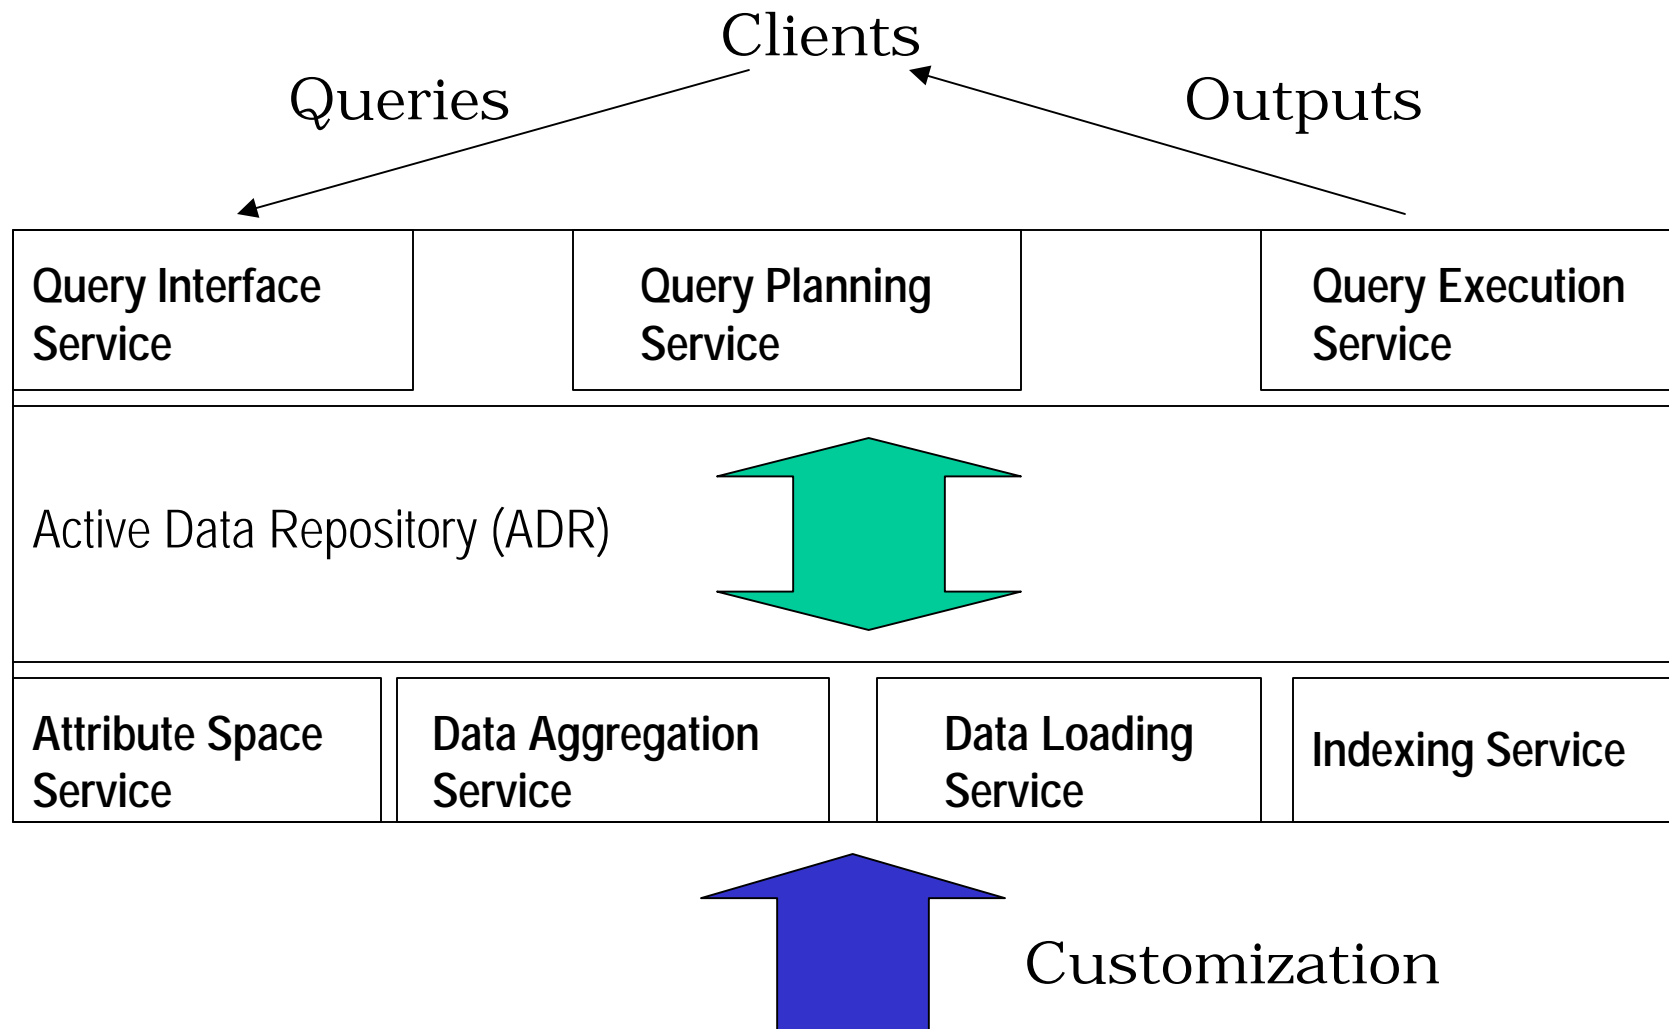 Clients
Queries
Outputs
Query Interface
Service
Query Planning
Service
Query Execution
Service
Active Data Repository (ADR)
Attribute Space
Service
Data Aggregation
Service
Data Loading
Service
Indexing Service
Customization